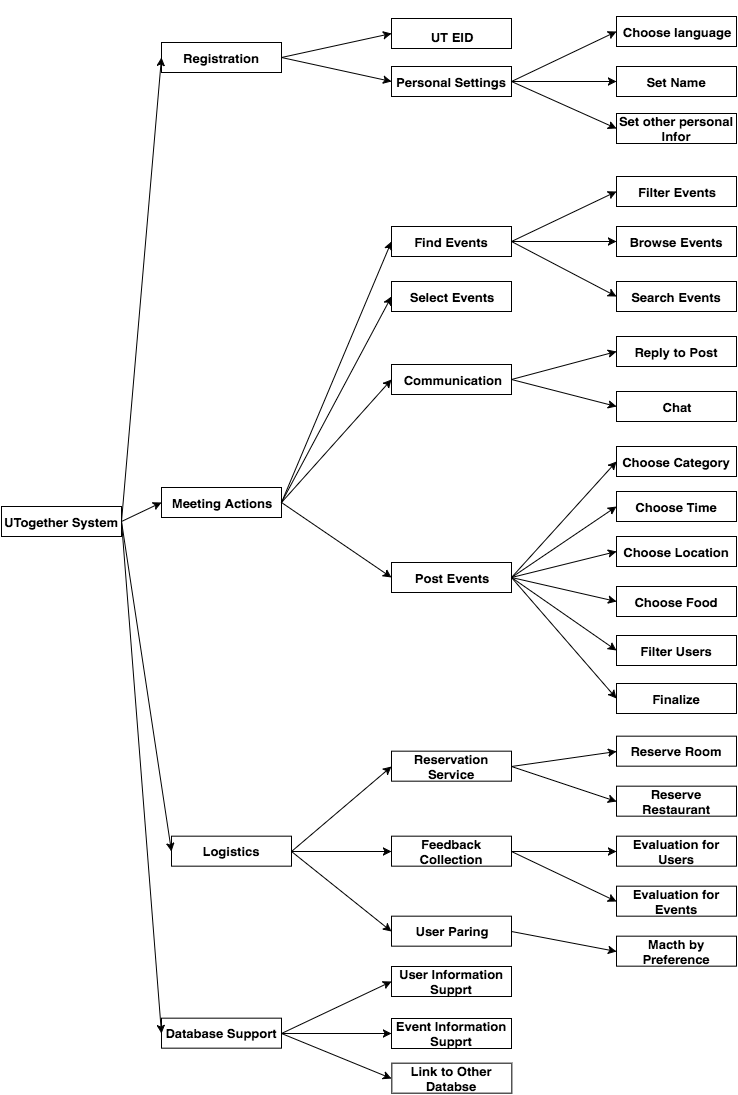 UT EID
Choose language
Registration
Personal Settings
Set Name
Set other personal
Infor
Filter Events
Find Events
Browse Events
Select Events
Search Events
Reply to Post
Communication
Chat
Choose Category
Meeting Actions
Choose Time
UTogether System
Choose Location
Post Events
Choose Food
Filter Users
Finalize
Reservation
Service
Reserve Room
Reserve
Restaurant
Logistics
Feedback
Collection
Evaluation for
Users
Evaluation for
Events
User Paring
Macth by
Preference
User Information
Supprt
Database Support
Event Information
Supprt
Link to Other
Databse